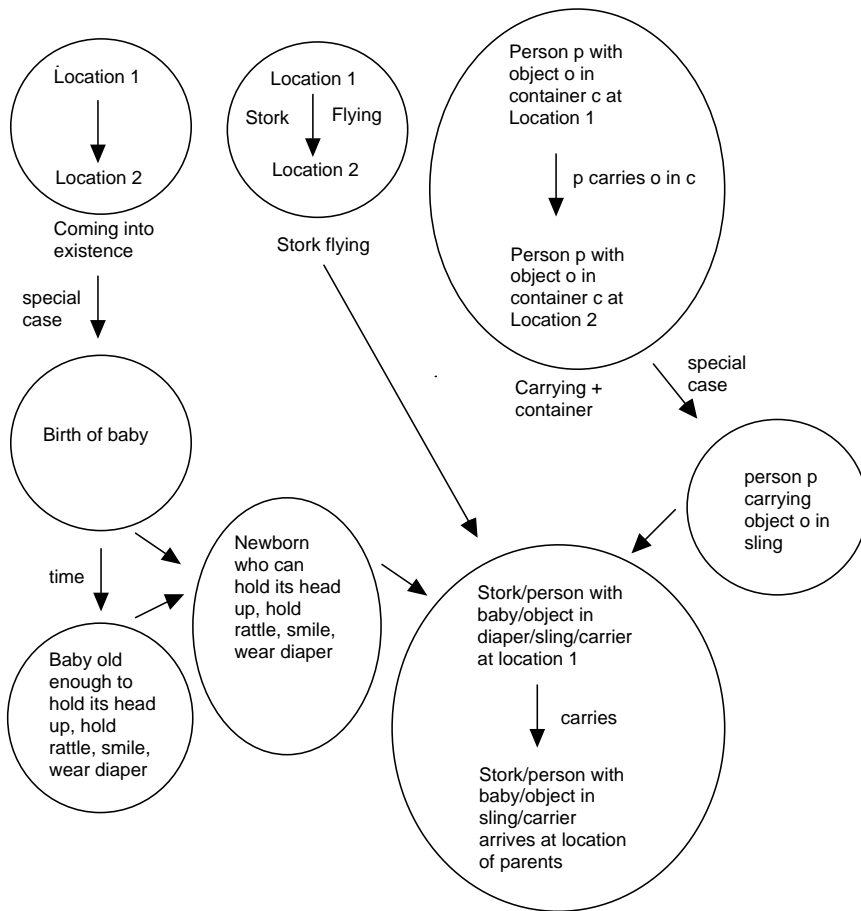 Location 1
Location 2
Coming into
existence
special
case
Birth of baby
time
Baby old
enough to
hold its head
up, hold
rattle, smile,
wear diaper
Newborn
who can
hold its head
up, hold
rattle, smile,
wear diaper
Location 1
Stork
Flying
Location 2
Stork flying
Person p with
object o in
container c at
Location 1
p carries o in c
Person p with
object o in
container c at
Location 2
Carrying +
container
special
case
person p
carrying
object o in
sling
Stork/person with
baby/object in
diaper/sling/carrier
at location 1
carries
Stork/person with
baby/object in
sling/carrier
arrives at location
of parents